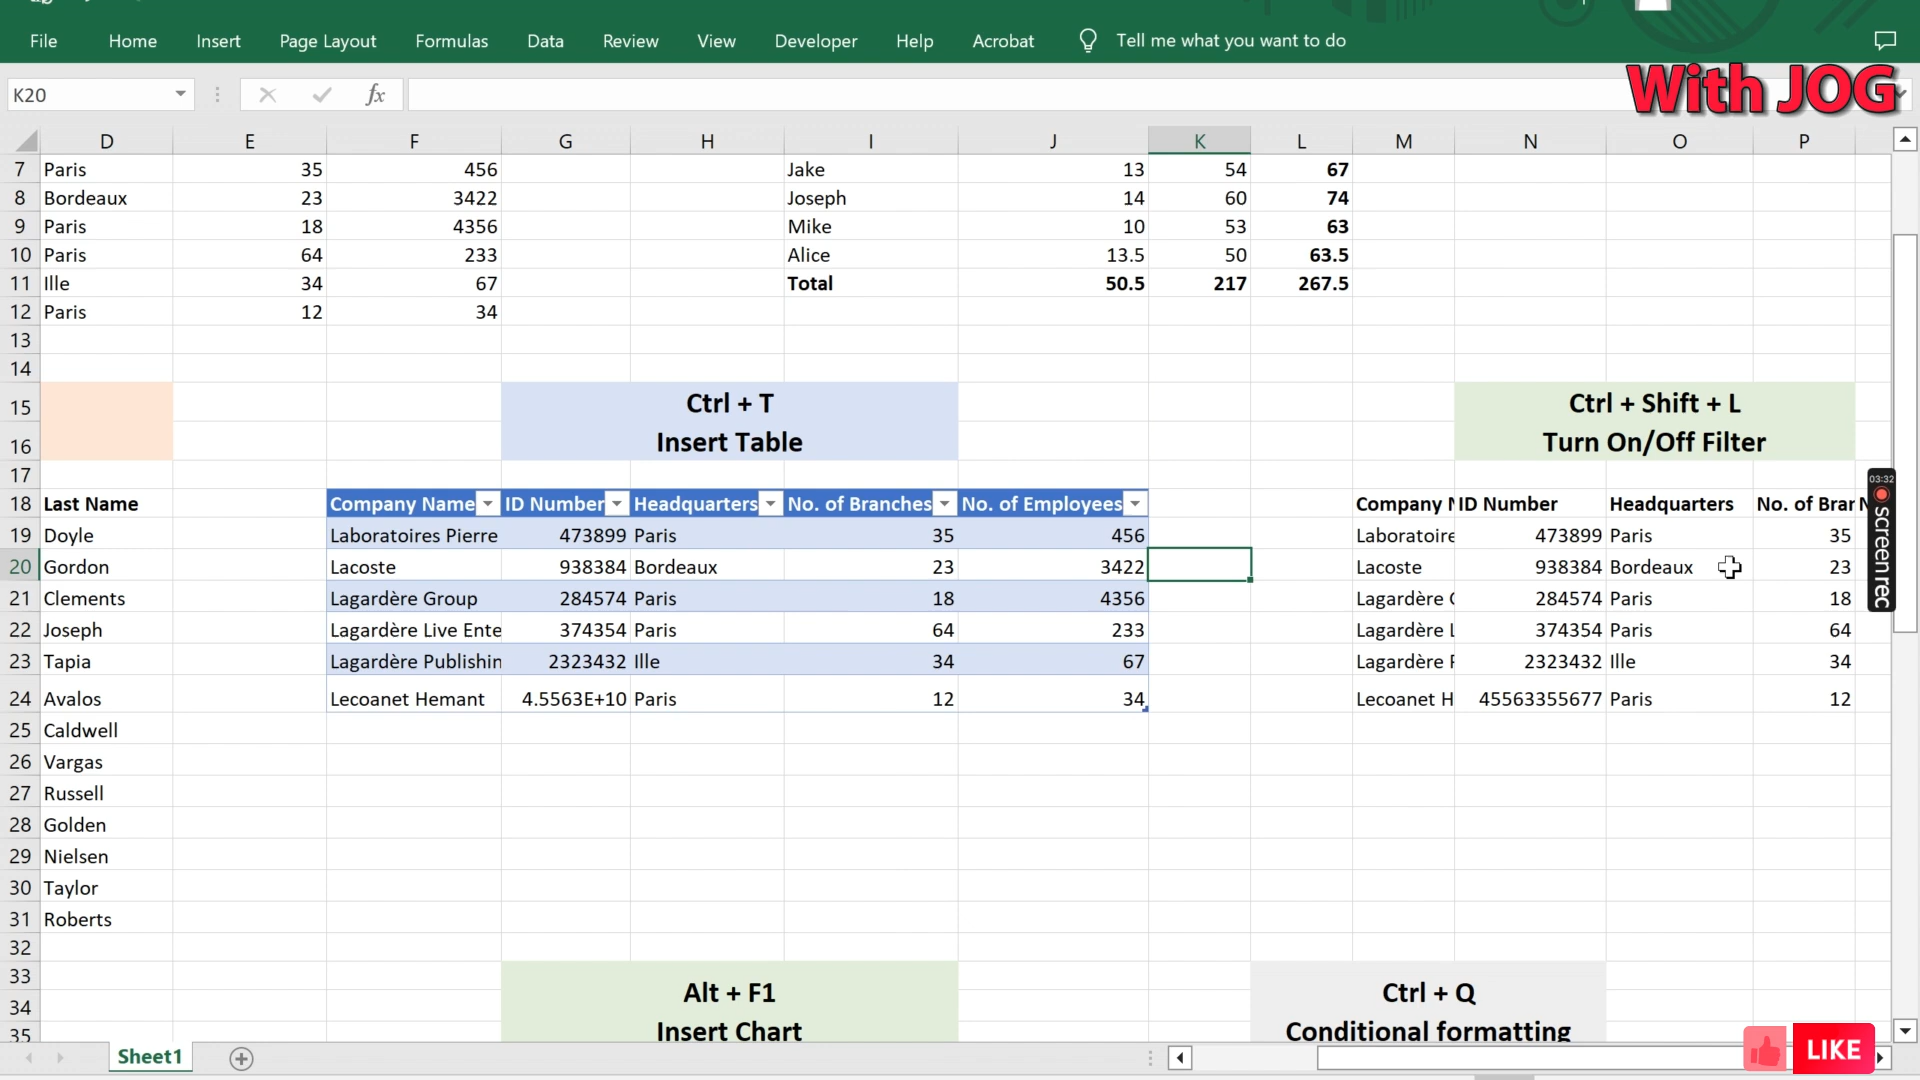 File Home Insert Page Layout Formulas Data Review View Developer Help Acrobat Tell me what you want to do
With JOG
K20 fx
D E F G H I J K L M N O P
7 Paris 35 456 Jake 13 54 67
8 Bordeaux 23 3422 Joseph 14 60 74
9 Paris 18 4356 Mike 10 53 63
10 Paris 64 233 Alice 13.5 50 63.5
11 Ille 34 67 Total 50.5 217 267.5
12 Paris 12 34
13
14
15 Ctrl + T Ctrl + Shift + L
16 Insert Table Turn On/Off Filter
17
18 Last Name Company Name ID Number Headquarters No. of Branches No. of Employees Company N ID Number Headquarters No. of Bran N
19 Doyle Laboratoires Pierre 473899 Paris 35 456 Laboratoire 473899 Paris 35
20 Gordon Lacoste 938384 Bordeaux 23 3422 Lacoste 938384 Bordeaux 23
21 Clements Lagardère Group 284574 Paris 18 4356 Lagardère G 284574 Paris 18
22 Joseph Lagardère Live Ente 374354 Paris 64 233 Lagardère L 374354 Paris 64
23 Tapia Lagardère Publishin 2323432 Ille 34 67 Lagardère P 2323432 Ille 34
24 Avalos Lecoanet Hemant 4.5563E+10 Paris 12 34 Lecoanet H 45563355677 Paris 12
25 Caldwell
26 Vargas
27 Russell
28 Golden
29 Nielsen
30 Taylor
31 Roberts
32
33 Alt + F1 Ctrl + Q
34 Insert Chart Conditional formatting
35
03:32
screenrec
Sheet1
LIKE